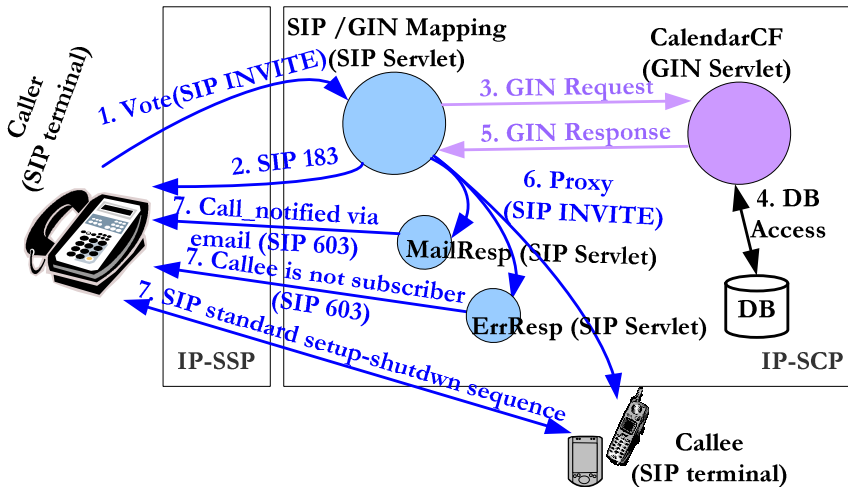 SIP /GIN Mapping
(SIP Servlet)
CalendarCF
(GIN Servlet)
Caller
(SIP terminal)
1. Vote(SIP INVITE)
3. GIN Request
5. GIN Response
2. SIP 183
6. Proxy
(SIP INVITE)
4. DB
Access
7. Call_notified via
email (SIP 603)
MailResp (SIP Servlet)
7. Callee is not subscriber
(SIP 603)
ErrResp (SIP Servlet)
DB
7. SIP standard setup-shutdwn sequence
IP-SSP
IP-SCP
Callee
(SIP terminal)